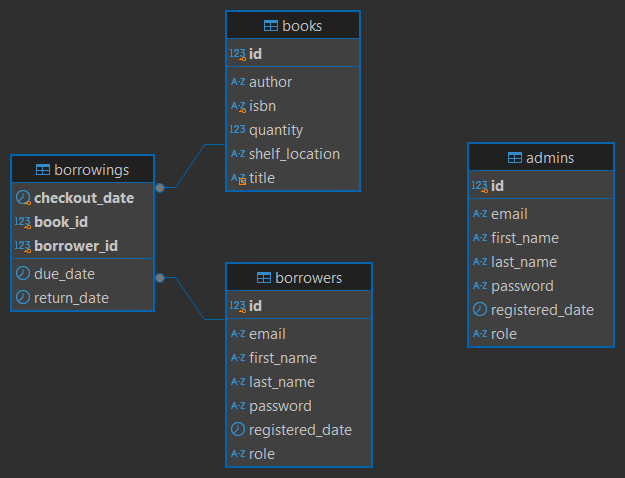 books
123 id
A-Z author
A-Z isbn
123 quantity
A-Z shelf_location
A-Z title
borrowings
checkout_date
123 book_id
123 borrower_id
due_date
return_date
admins
123 id
A-Z email
A-Z first_name
A-Z last_name
A-Z password
registered_date
A-Z role
borrowers
123 id
A-Z email
A-Z first_name
A-Z last_name
A-Z password
registered_date
A-Z role